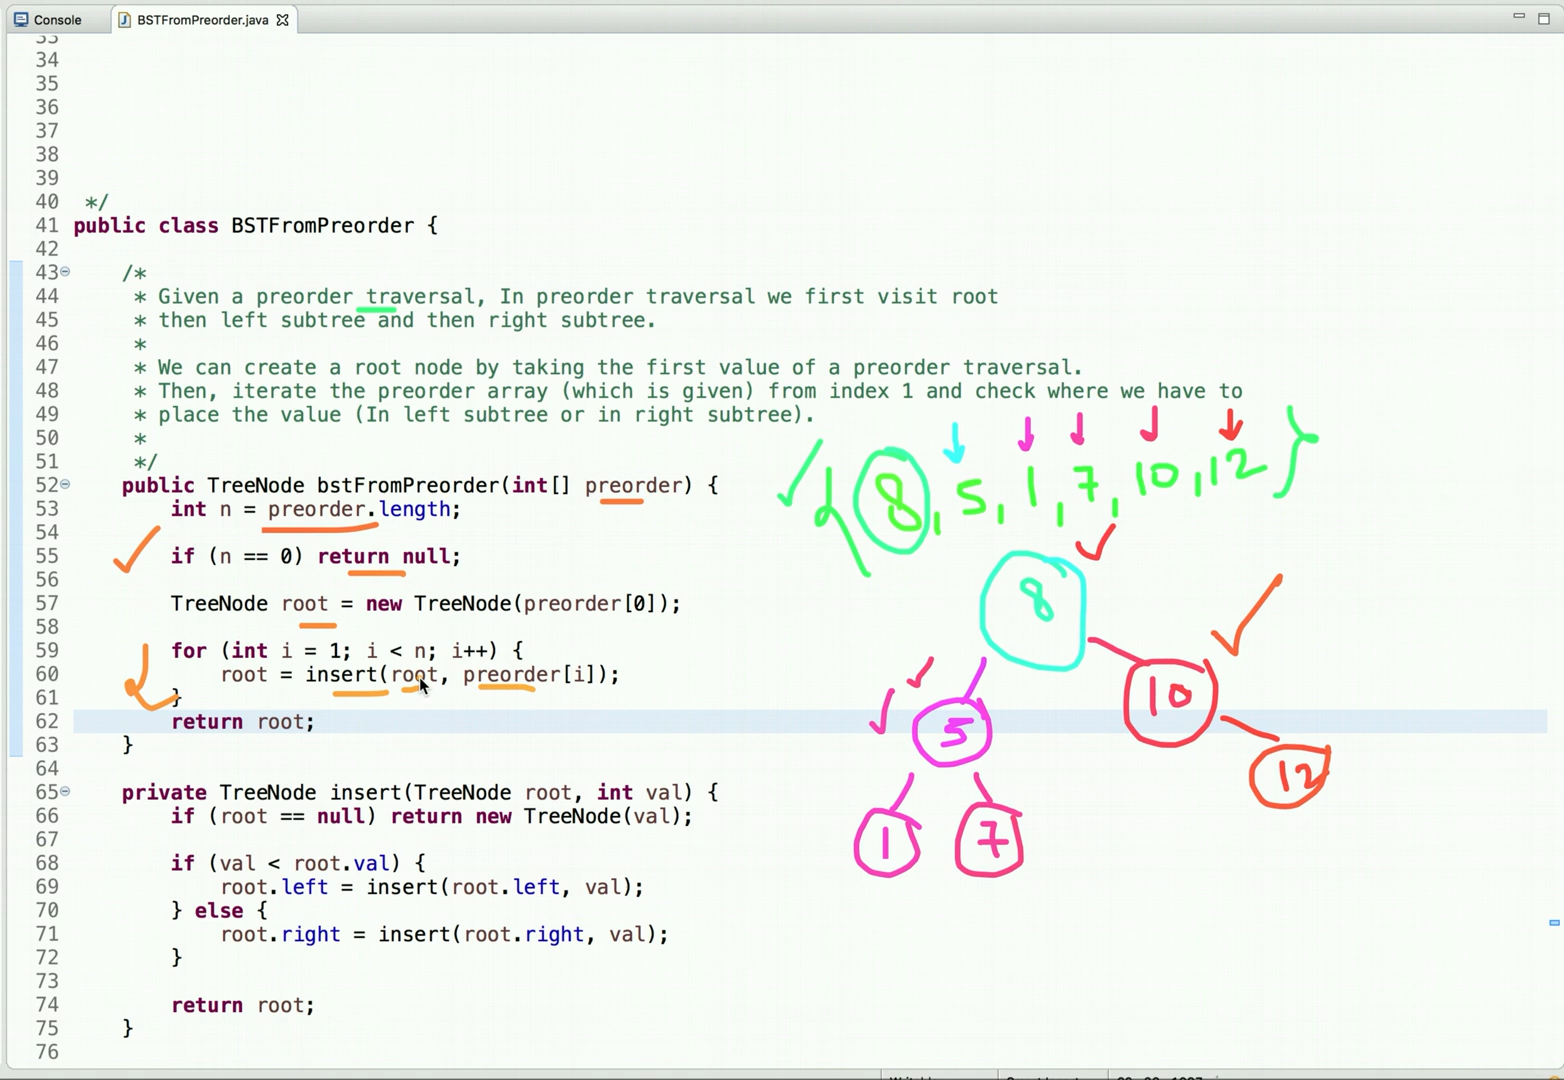 Console
BSTFromPreorder.java
33
34
35
36
37
38
39
40 */
41 public class BSTFromPreorder {
42
43 /*
44 * Given a preorder traversal, In preorder traversal we first visit root
45 * then left subtree and then right subtree.
46 *
47 * We can create a root node by taking the first value of a preorder traversal.
48 * Then, iterate the preorder array (which is given) from index 1 and check where we have to
49 * place the value (In left subtree or in right subtree).
50 *
51 */
52 public TreeNode bstFromPreorder(int[] preorder) {
53 int n = preorder.length;
54
55 if (n == 0) return null;
56
57 TreeNode root = new TreeNode(preorder[0]);
58
59 for (int i = 1; i < n; i++) {
60 root = insert(root, preorder[i]);
61 }
62 return root;
63 }
64
65 private TreeNode insert(TreeNode root, int val) {
66 if (root == null) return new TreeNode(val);
67
68 if (val < root.val) {
69 root.left = insert(root.left, val);
70 } else {
71 root.right = insert(root.right, val);
72 }
73
74 return root;
75 }
76
{8, 5, 1, 7, 10, 12}
8
5
10
12
1
7